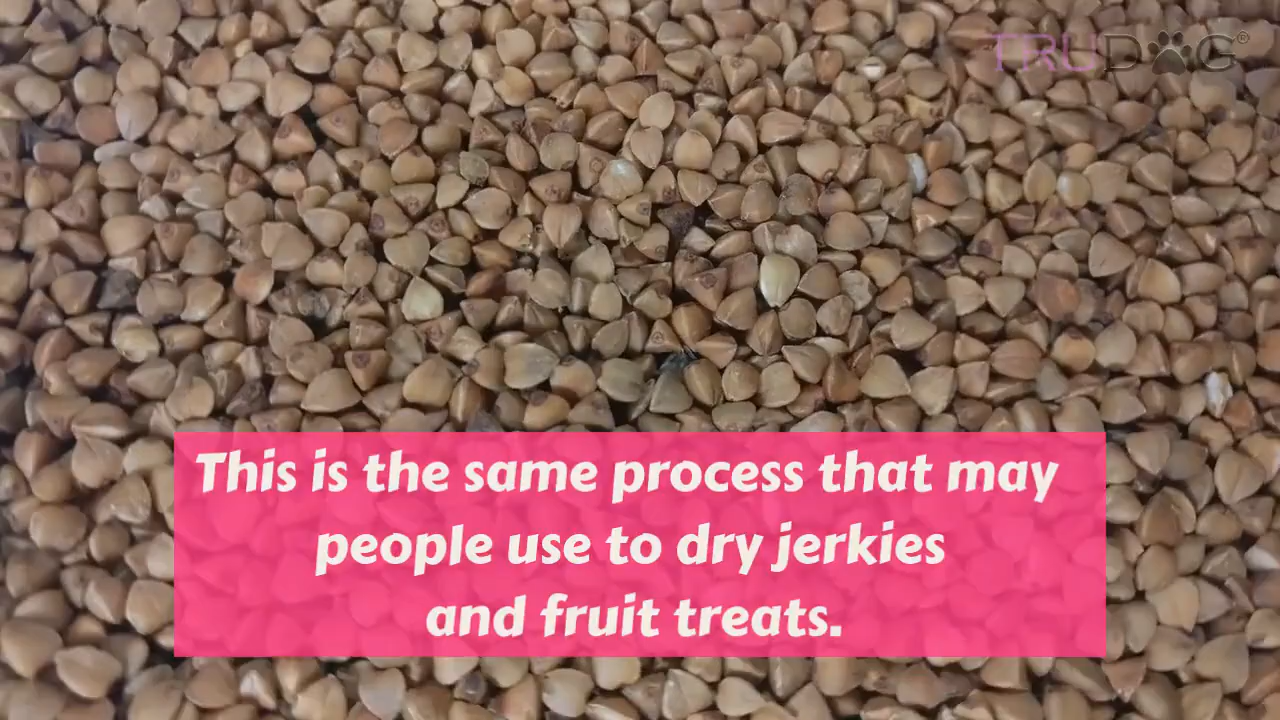 TRUDOG®
This is the same process that may
people use to dry jerkies
and fruit treats.